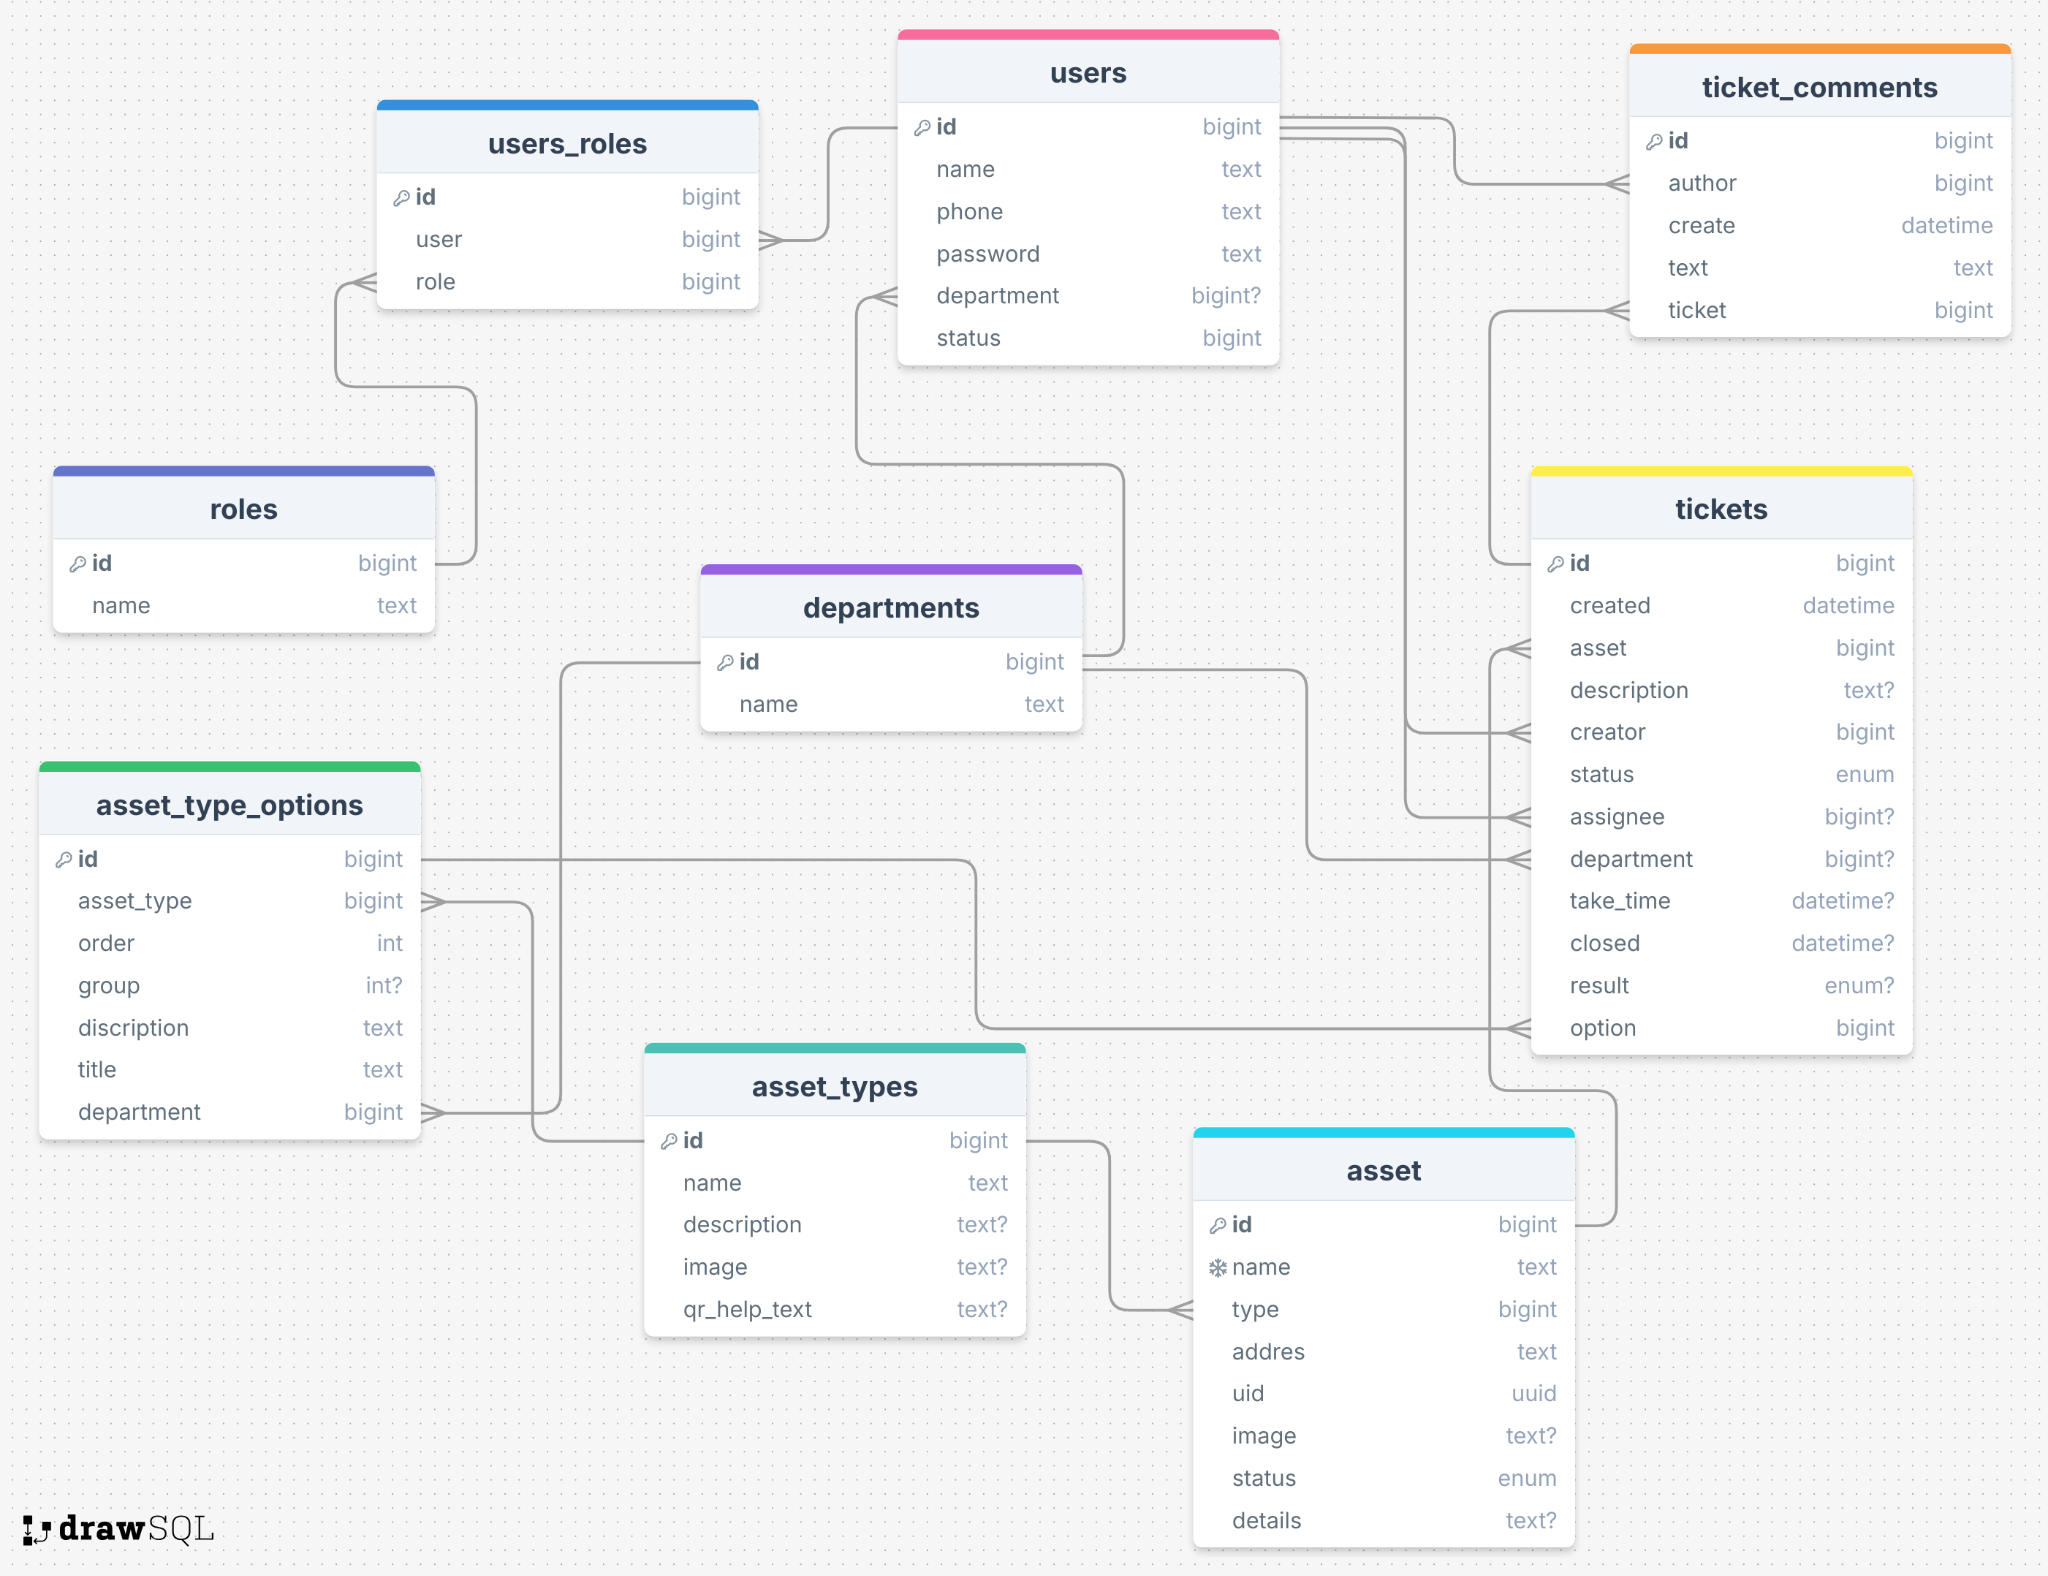 users
id bigint
name text
phone text
password text
department bigint?
status bigint
ticket_comments
id bigint
author bigint
create datetime
text text
ticket bigint
users_roles
id bigint
user bigint
role bigint
roles
id bigint
name text
departments
id bigint
name text
tickets
id bigint
created datetime
asset bigint
description text?
creator bigint
status enum
assignee bigint?
department bigint?
take_time datetime?
closed datetime?
result enum?
option bigint
asset_type_options
id bigint
asset_type bigint
order int
group int?
discription text
title text
department bigint
asset_types
id bigint
name text
description text?
image text?
qr_help_text text?
asset
id bigint
name text
type bigint
addres text
uid uuid
image text?
status enum
details text?
drawSQL